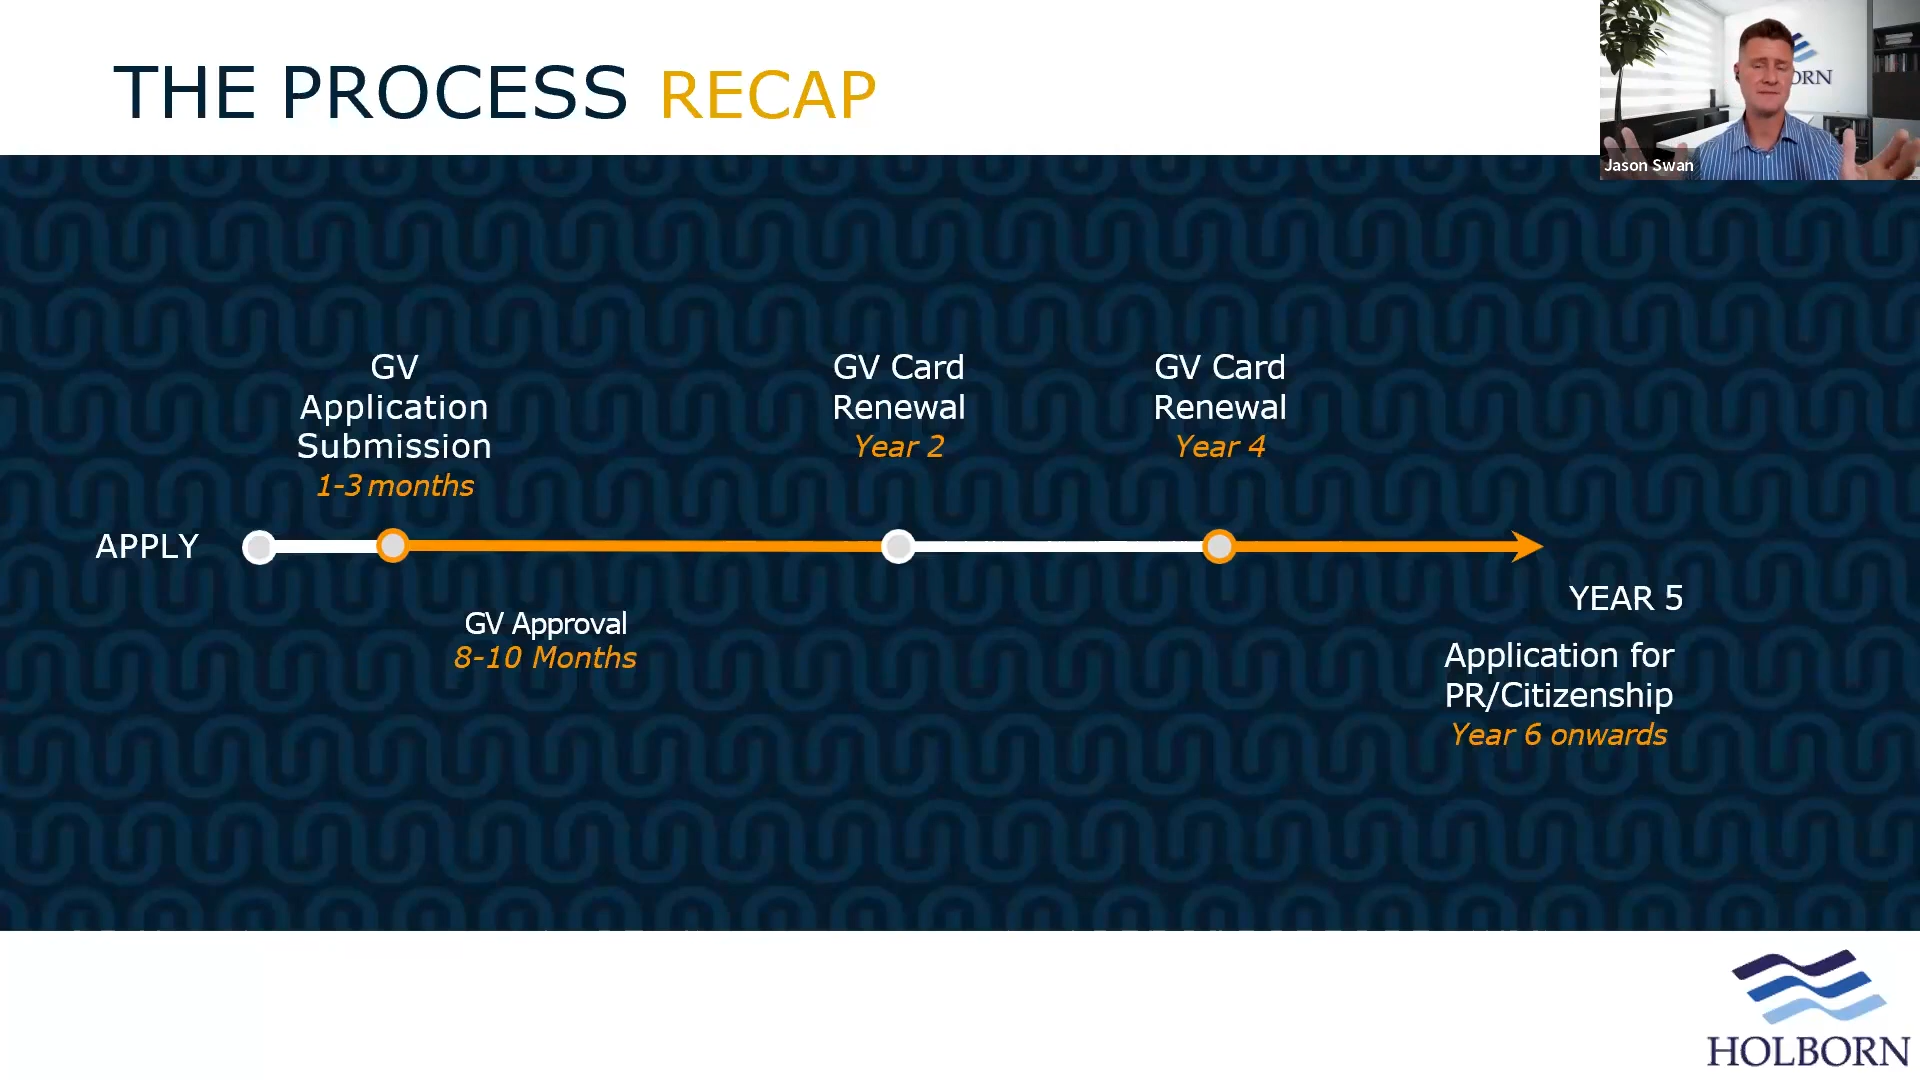 THE PROCESS RECAP
ORN
Jason Swan
GV
Application
Submission
1-3 months
GV Card
Renewal
Year 2
GV Card
Renewal
Year 4
APPLY
GV Approval
8-10 Months
YEAR 5
Application for
PR/Citizenship
Year 6 onwards
HOLBORN